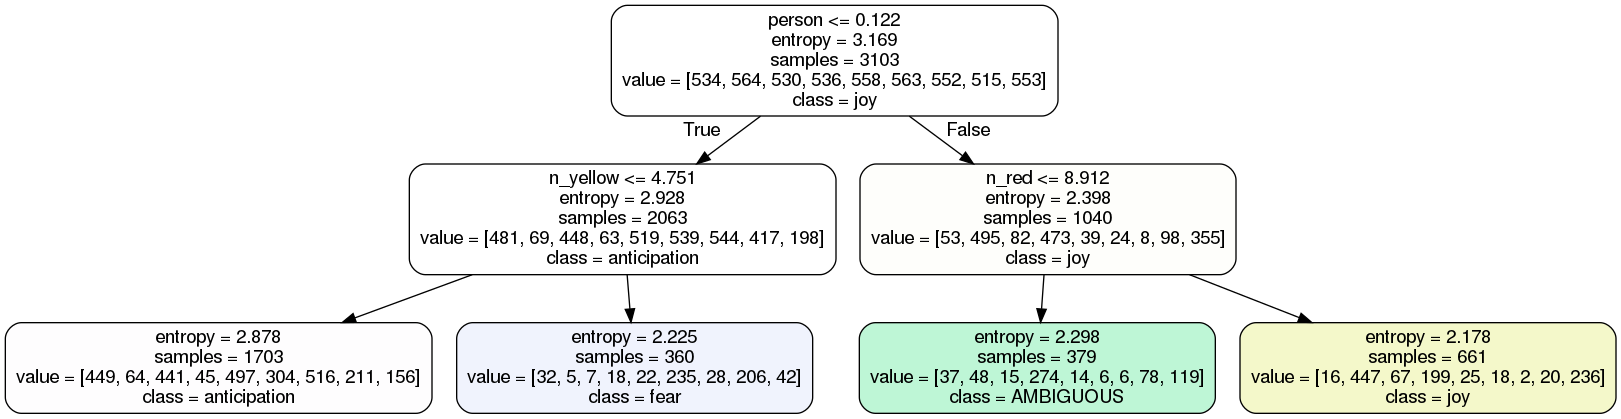 person <= 0.122
entropy = 3.169
samples = 3103
value = [534, 564, 530, 536, 558, 563, 552, 515, 553]
class = joy
True
False
n_yellow <= 4.751
entropy = 2.928
samples = 2063
value = [481, 69, 448, 63, 519, 539, 544, 417, 198]
class = anticipation
n_red <= 8.912
entropy = 2.398
samples = 1040
value = [53, 495, 82, 473, 39, 24, 8, 98, 355]
class = joy
entropy = 2.878
samples = 1703
value = [449, 64, 441, 45, 497, 304, 516, 211, 156]
class = anticipation
entropy = 2.225
samples = 360
value = [32, 5, 7, 18, 22, 235, 28, 206, 42]
class = fear
entropy = 2.298
samples = 379
value = [37, 48, 15, 274, 14, 6, 6, 78, 119]
class = AMBIGUOUS
entropy = 2.178
samples = 661
value = [16, 447, 67, 199, 25, 18, 2, 20, 236]
class = joy